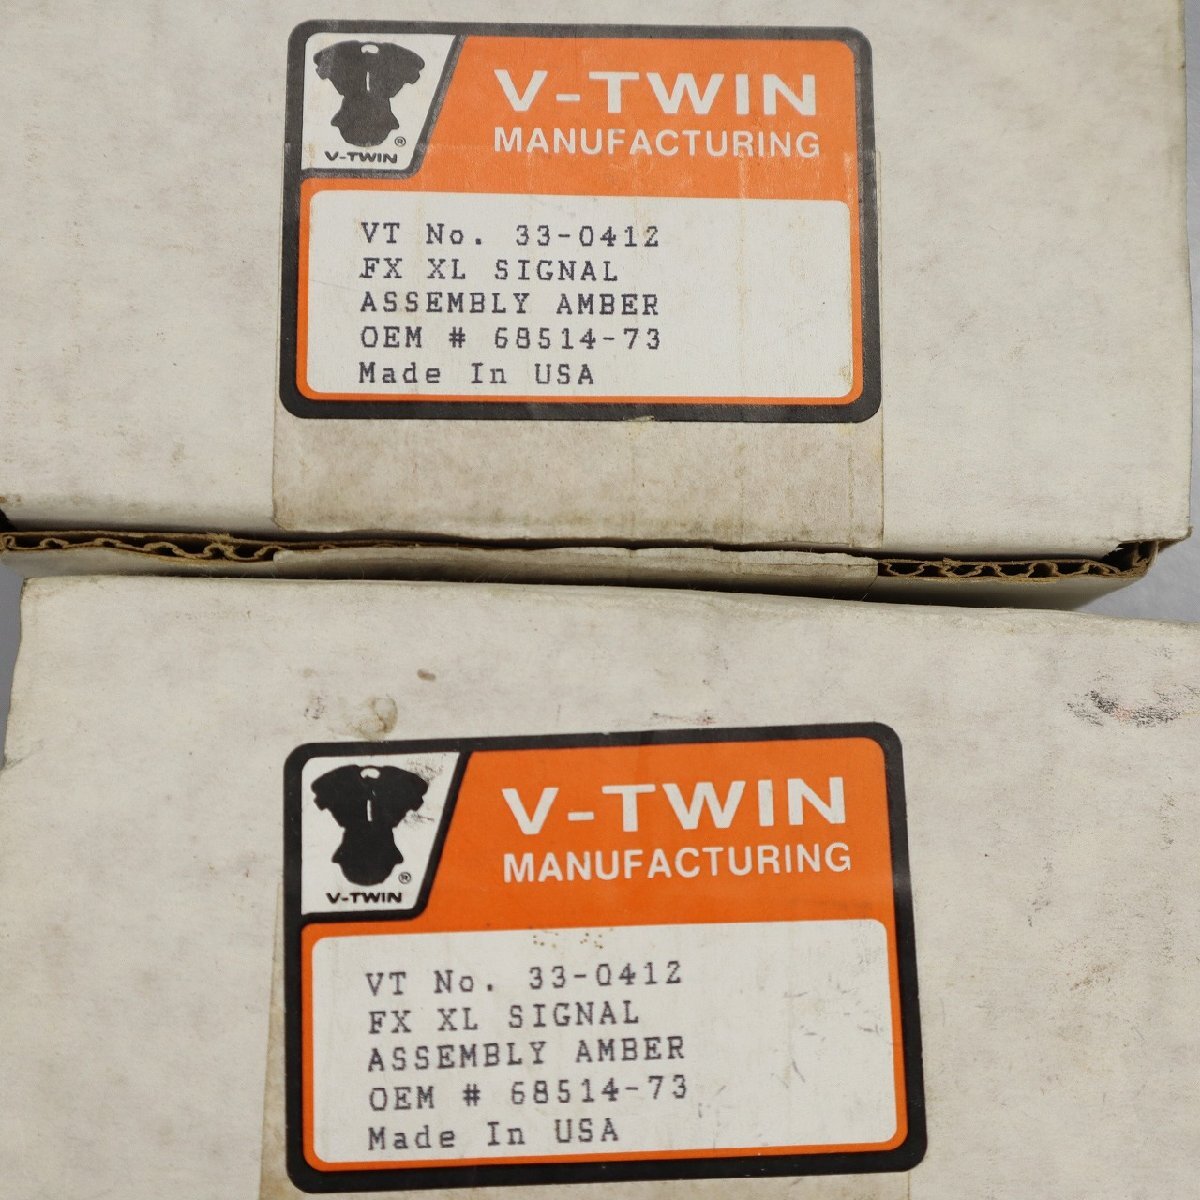 V-TWIN
MANUFACTURING
V-TWIN ®
VT No. 33-0412
FX XL SIGNAL
ASSEMBLY AMBER
OEM # 68514-73
Made In USA
V-TWIN
MANUFACTURING
V-TWIN ®
VT No. 33-0412
FX XL SIGNAL
ASSEMBLY AMBER
OEM # 68514-73
Made In USA